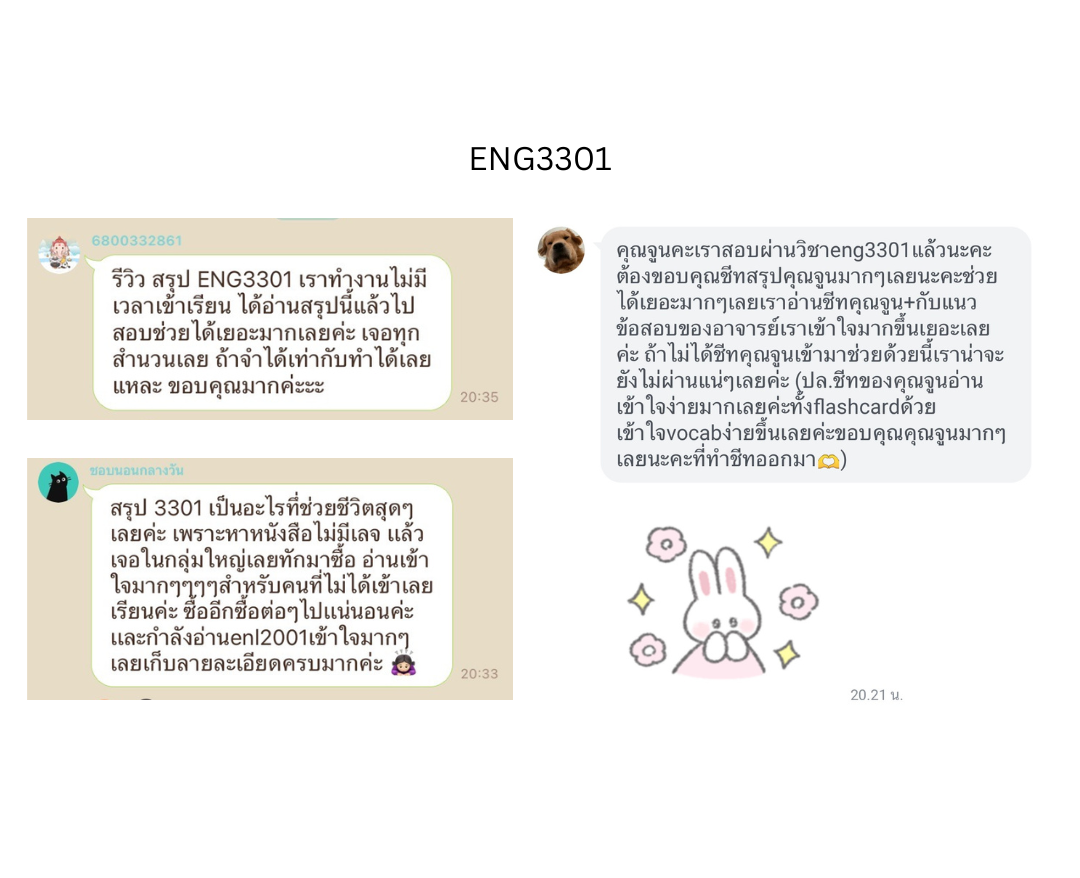 ENG3301
6800332861
รีวิว สรุป ENG3301 เราทำงานไม่มี
เวลาเข้าเรียน ได้อ่านสรุปนี้แล้วไป
สอบช่วยได้เยอะมากเลยค่ะ เจอทุก
สำนวนเลย ถ้าจำได้เท่ากับทำได้เลย
แหละ ขอบคุณมากค่ะะะ
20:35
ชอบนอนกลางวัน
สรุป 3301 เป็นอะไรที่ช่วยชีวิตสุดๆ
เลยค่ะ เพราะหาหนังสือไม่มีเลจ แล้ว
เจอในกลุ่มใหญ่เลยทักมาซื้อ อ่านเข้า
ใจมากๆๆๆๆสำหรับคนที่ไม่ได้เข้าเลย
เรียนค่ะ ซื้ออีกซื้อต่อๆไปแน่นอนค่ะ
และกำลังอ่านenl2001เข้าใจมากๆ
เลยเก็บลายละเอียดครบมากค่ะ 🙇🏻‍♀️
20:33
คุณจูนคะเราสอบผ่านวิชาeng3301แล้วนะคะ
ต้องขอบคุณชีทสรุปคุณจูนมากๆเลยนะคะช่วย
ได้เยอะมากๆเลยเราอ่านชีทคุณจูน+กับแนว
ข้อสอบของอาจารย์เราเข้าใจมากขึ้นเยอะเลย
ค่ะ ถ้าไม่ได้ชีทคุณจูนเข้ามาช่วยด้วยนี้เราน่าจะ
ยังไม่ผ่านแน่ๆเลยค่ะ (ปล.ชีทของคุณจูนอ่าน
เข้าใจง่ายมากเลยค่ะทั้งflashcardด้วย
เข้าใจvocabง่ายขึ้นเลยค่ะขอบคุณคุณจูนมากๆ
เลยนะคะที่ทำชีทออกมา🫶)
20.21 น.